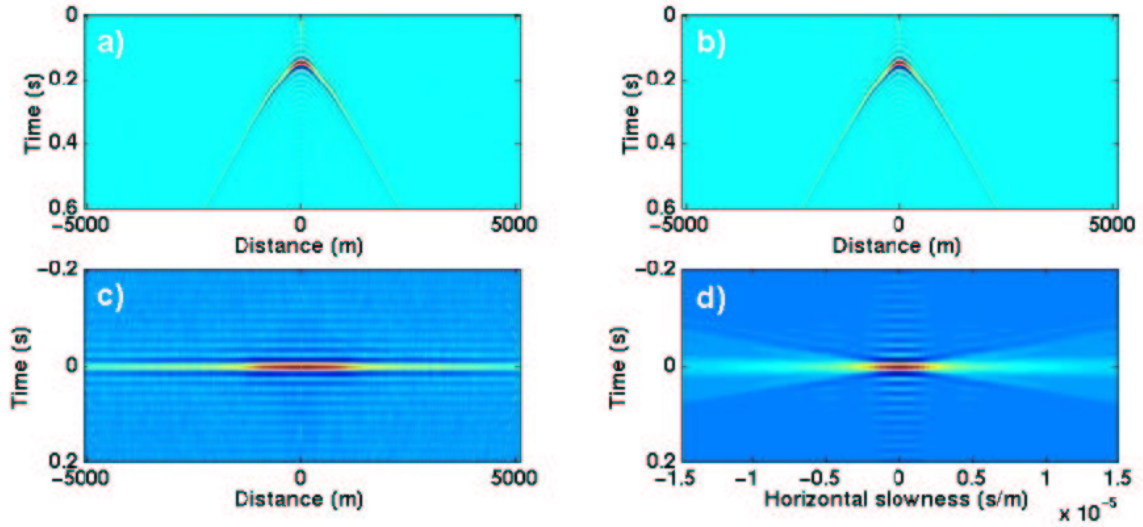 0
a)
0.2
0.4
0.6
Time (s)
−5000
0
5000
Distance (m)
0
b)
0.2
0.4
0.6
Time (s)
−5000
0
5000
Distance (m)
−0.2
c)
0
0.2
Time (s)
−5000
0
5000
Distance (m)
−0.2
d)
0
0.2
Time (s)
−1.5
−1
−0.5
0
0.5
1
1.5
Horizontal slowness (s/m)
x 10⁻⁵